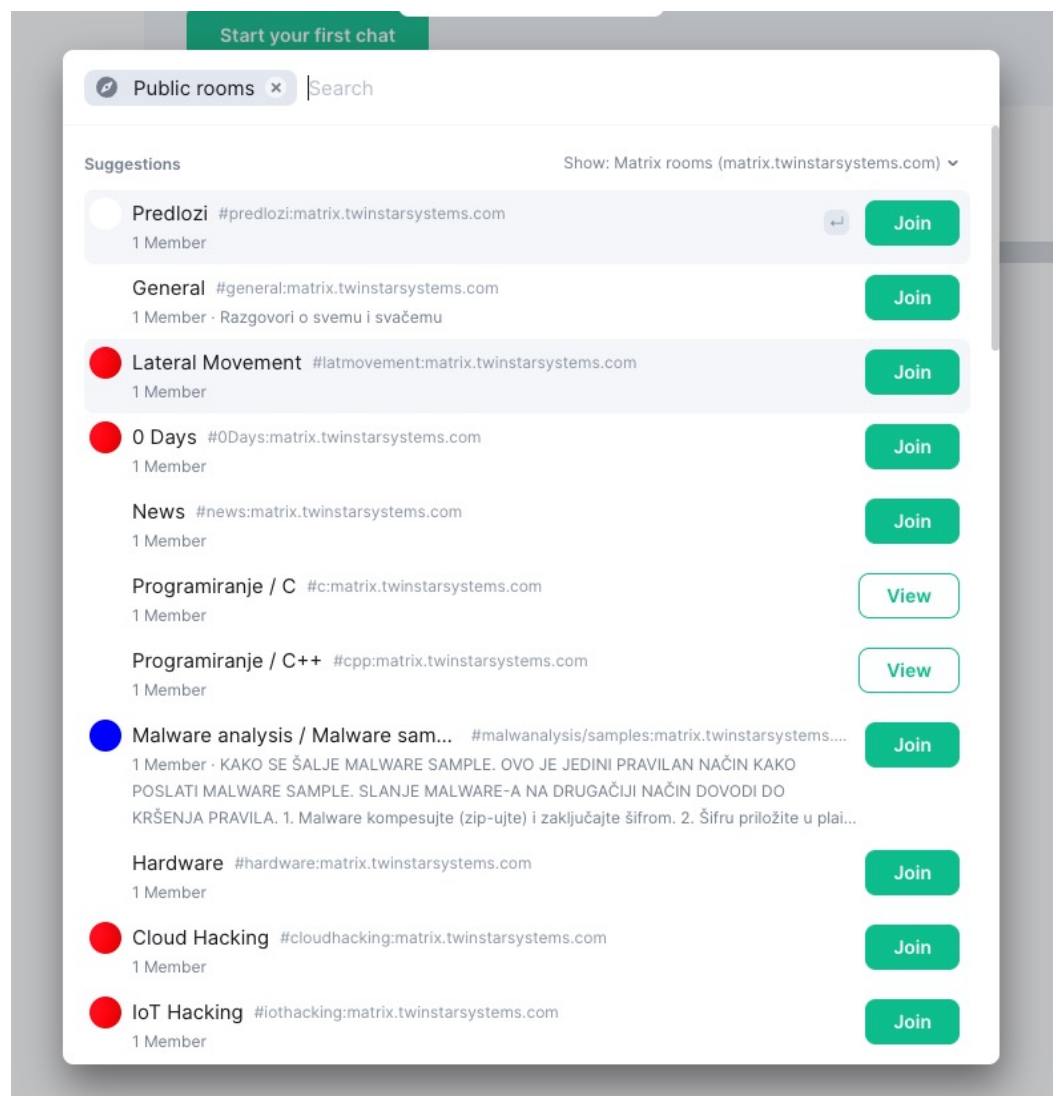 Start your first chat
Public rooms × Search
Suggestions Show: Matrix rooms (matrix.twinstarsystems.com)
Predlozi #predlozi:matrix.twinstarsystems.com
1 Member
Join
General #general:matrix.twinstarsystems.com
1 Member · Razgovori o svemu i svačemu
Join
Lateral Movement #latmovement:matrix.twinstarsystems.com
1 Member
Join
0 Days #0Days:matrix.twinstarsystems.com
1 Member
Join
News #news:matrix.twinstarsystems.com
1 Member
Join
Programiranje / C #c:matrix.twinstarsystems.com
1 Member
View
Programiranje / C++ #cpp:matrix.twinstarsystems.com
1 Member
View
Malware analysis / Malware sam... #malwanalysis/samples:matrix.twinstarsystems....
Join
1 Member · KAKO SE ŠALJE MALWARE SAMPLE. OVO JE JEDINI PRAVILAN NAČIN KAKO
POSLATI MALWARE SAMPLE. SLANJE MALWARE-A NA DRUGAČIJI NAČIN DOVODI DO
KRŠENJA PRAVILA. 1. Malware kompesujte (zip-ujte) i zaključajte šifrom. 2. Šifru priložite u plai...
Hardware #hardware:matrix.twinstarsystems.com
1 Member
Join
Cloud Hacking #cloudhacking:matrix.twinstarsystems.com
1 Member
Join
IoT Hacking #iothacking:matrix.twinstarsystems.com
1 Member
Join